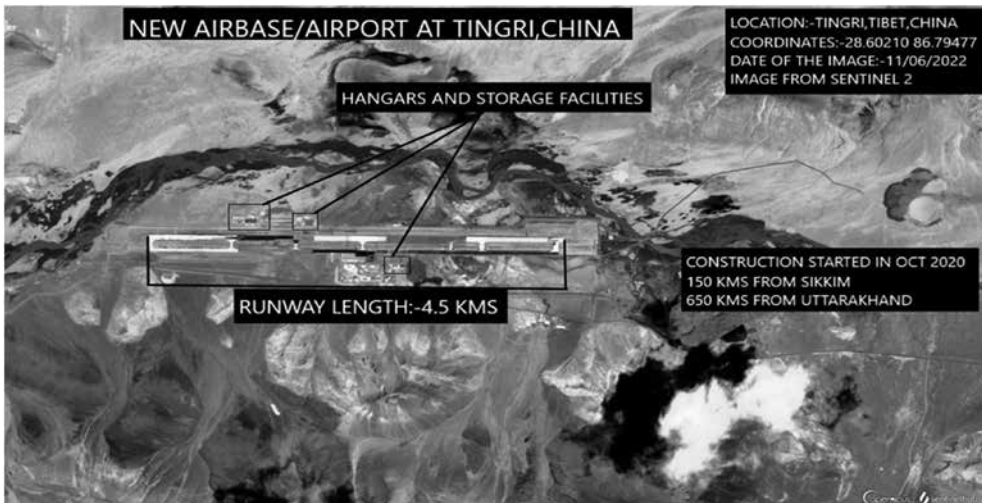 NEW AIRBASE/AIRPORT AT TINGRI,CHINA
LOCATION:-TINGRI,TIBET,CHINA
COORDINATES:-28.60210 86.79477
DATE OF THE IMAGE:-11/06/2022
IMAGE FROM SENTINEL 2
HANGARS AND STORAGE FACILITIES
CONSTRUCTION STARTED IN OCT 2020
150 KMS FROM SIKKIM
650 KMS FROM UTTARAKHAND
RUNWAY LENGTH:-4.5 KMS